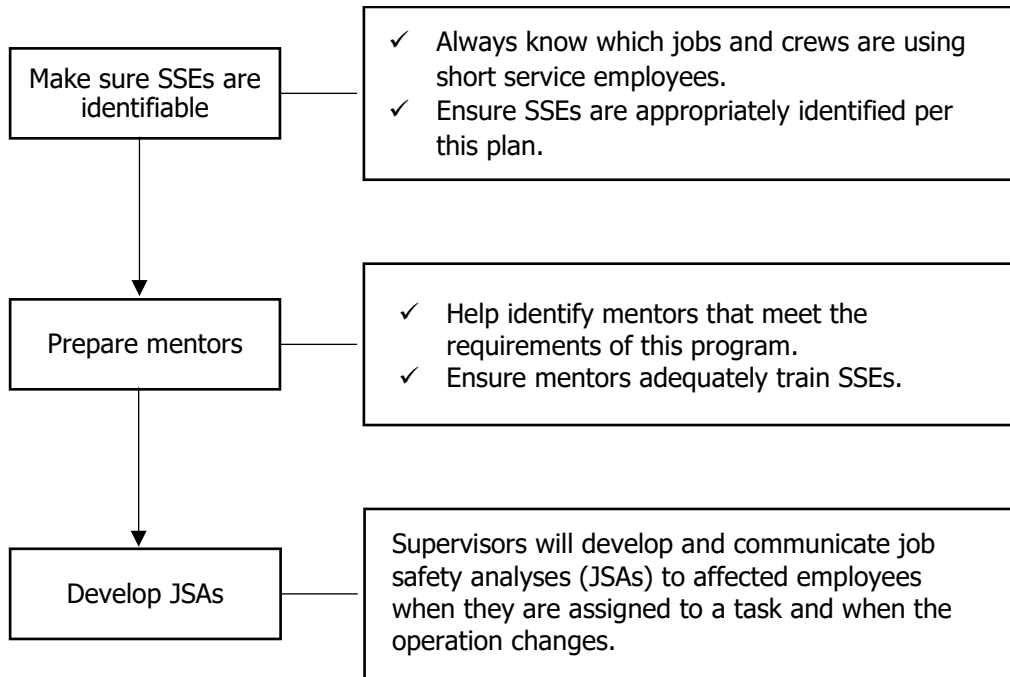 Make sure SSEs are
identifiable
✓ Always know which jobs and crews are using
short service employees.
✓ Ensure SSEs are appropriately identified per
this plan.
Prepare mentors
✓ Help identify mentors that meet the
requirements of this program.
✓ Ensure mentors adequately train SSEs.
Develop JSAs
Supervisors will develop and communicate job
safety analyses (JSAs) to affected employees
when they are assigned to a task and when the
operation changes.